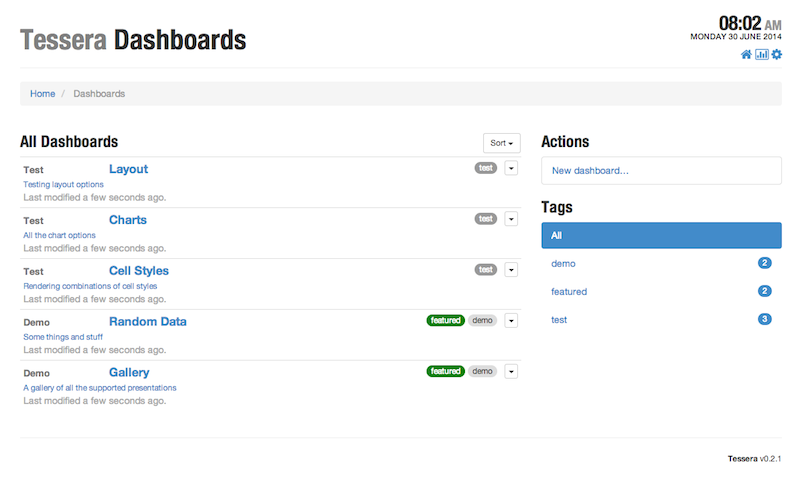 Tessera Dashboards
08:02 AM
MONDAY 30 JUNE 2014
Home / Dashboards
All Dashboards
Sort
Test Layout test
Testing layout options
Last modified a few seconds ago.
Test Charts test
All the chart options
Last modified a few seconds ago.
Test Cell Styles test
Rendering combinations of cell styles
Last modified a few seconds ago.
Demo Random Data featured demo
Some things and stuff
Last modified a few seconds ago.
Demo Gallery featured demo
A gallery of all the supported presentations
Last modified a few seconds ago.
Actions
New dashboard...
Tags
All
demo 2
featured 2
test 3
Tessera v0.2.1